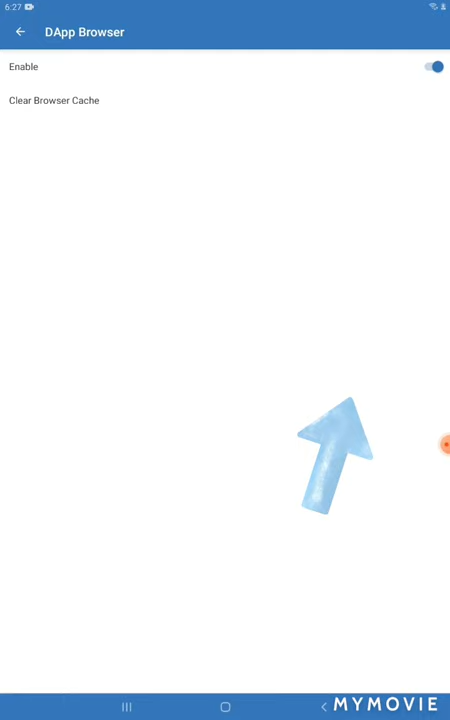 6:27
DApp Browser
Enable
Clear Browser Cache
MYMOVIE